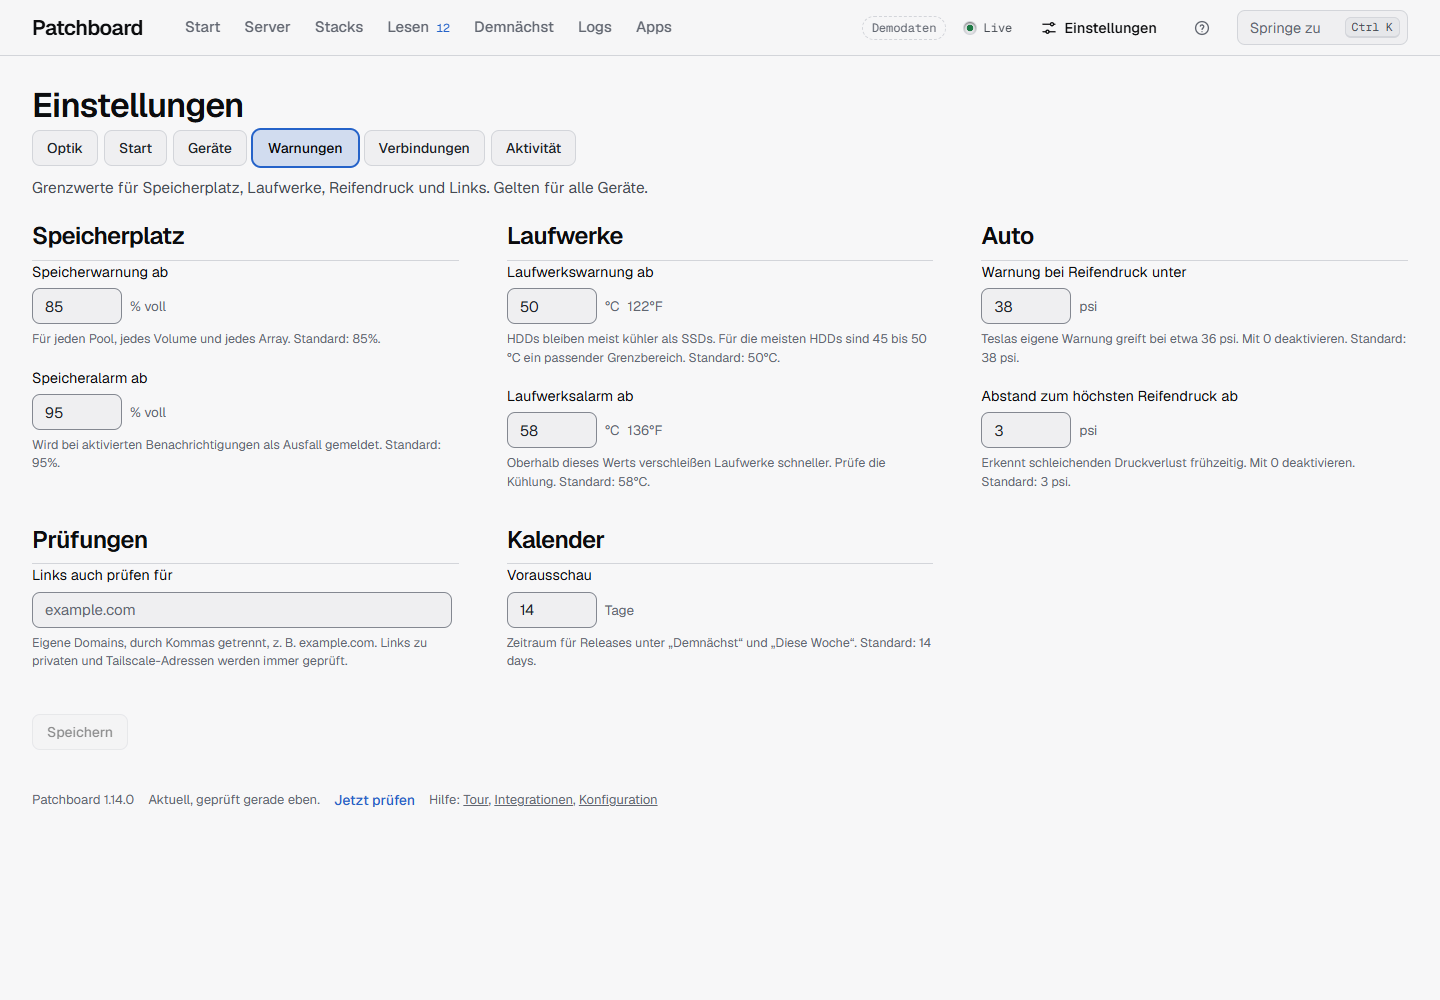 Patchboard Start Server Stacks Lesen 12 Demnächst Logs Apps Demodaten Live Einstellungen Springe zu Ctrl K
Einstellungen
Optik Start Geräte Warnungen Verbindungen Aktivität
Grenzwerte für Speicherplatz, Laufwerke, Reifendruck und Links. Gelten für alle Geräte.
Speicherplatz
Speicherwarnung ab
85 % voll
Für jeden Pool, jedes Volume und jedes Array. Standard: 85%.
Speicheralarm ab
95 % voll
Wird bei aktivierten Benachrichtigungen als Ausfall gemeldet. Standard:
95%.
Laufwerke
Laufwerkswarnung ab
50 °C 122°F
HDDs bleiben meist kühler als SSDs. Für die meisten HDDs sind 45 bis 50
°C ein passender Grenzbereich. Standard: 50°C.
Laufwerksalarm ab
58 °C 136°F
Oberhalb dieses Werts verschleißen Laufwerke schneller. Prüfe die
Kühlung. Standard: 58°C.
Auto
Warnung bei Reifendruck unter
38 psi
Teslas eigene Warnung greift bei etwa 36 psi. Mit 0 deaktivieren. Standard:
38 psi.
Abstand zum höchsten Reifendruck ab
3 psi
Erkennt schleichenden Druckverlust frühzeitig. Mit 0 deaktivieren.
Standard: 3 psi.
Prüfungen
Links auch prüfen für
example.com
Eigene Domains, durch Kommas getrennt, z. B. example.com. Links zu
privaten und Tailscale-Adressen werden immer geprüft.
Kalender
Vorausschau
14 Tage
Zeitraum für Releases unter „Demnächst“ und „Diese Woche“. Standard: 14
days.
Speichern
Patchboard 1.14.0 Aktuell, geprüft gerade eben. Jetzt prüfen Hilfe: Tour, Integrationen, Konfiguration